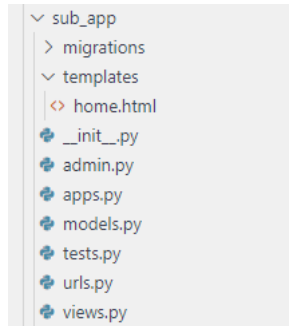 sub_app
migrations
templates
<> home.html
__init__.py
admin.py
apps.py
models.py
tests.py
urls.py
views.py